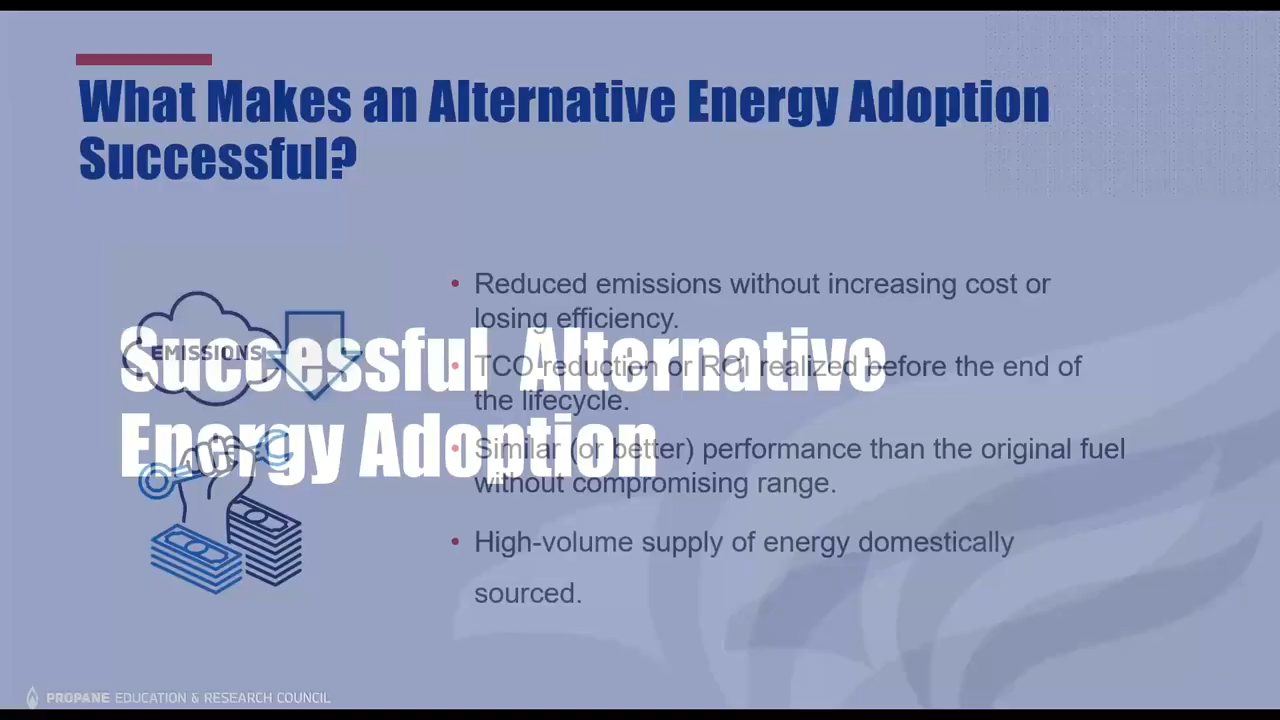 What Makes an Alternative Energy Adoption
Successful?
EMISSIONS
Successful Alternative
Energy Adoption
• Reduced emissions without increasing cost or
losing efficiency.
• TCO reduction or ROI realized before the end of
the lifecycle.
• Similar (or better) performance than the original fuel
without compromising range.
• High-volume supply of energy domestically
sourced.
PROPANE EDUCATION & RESEARCH COUNCIL